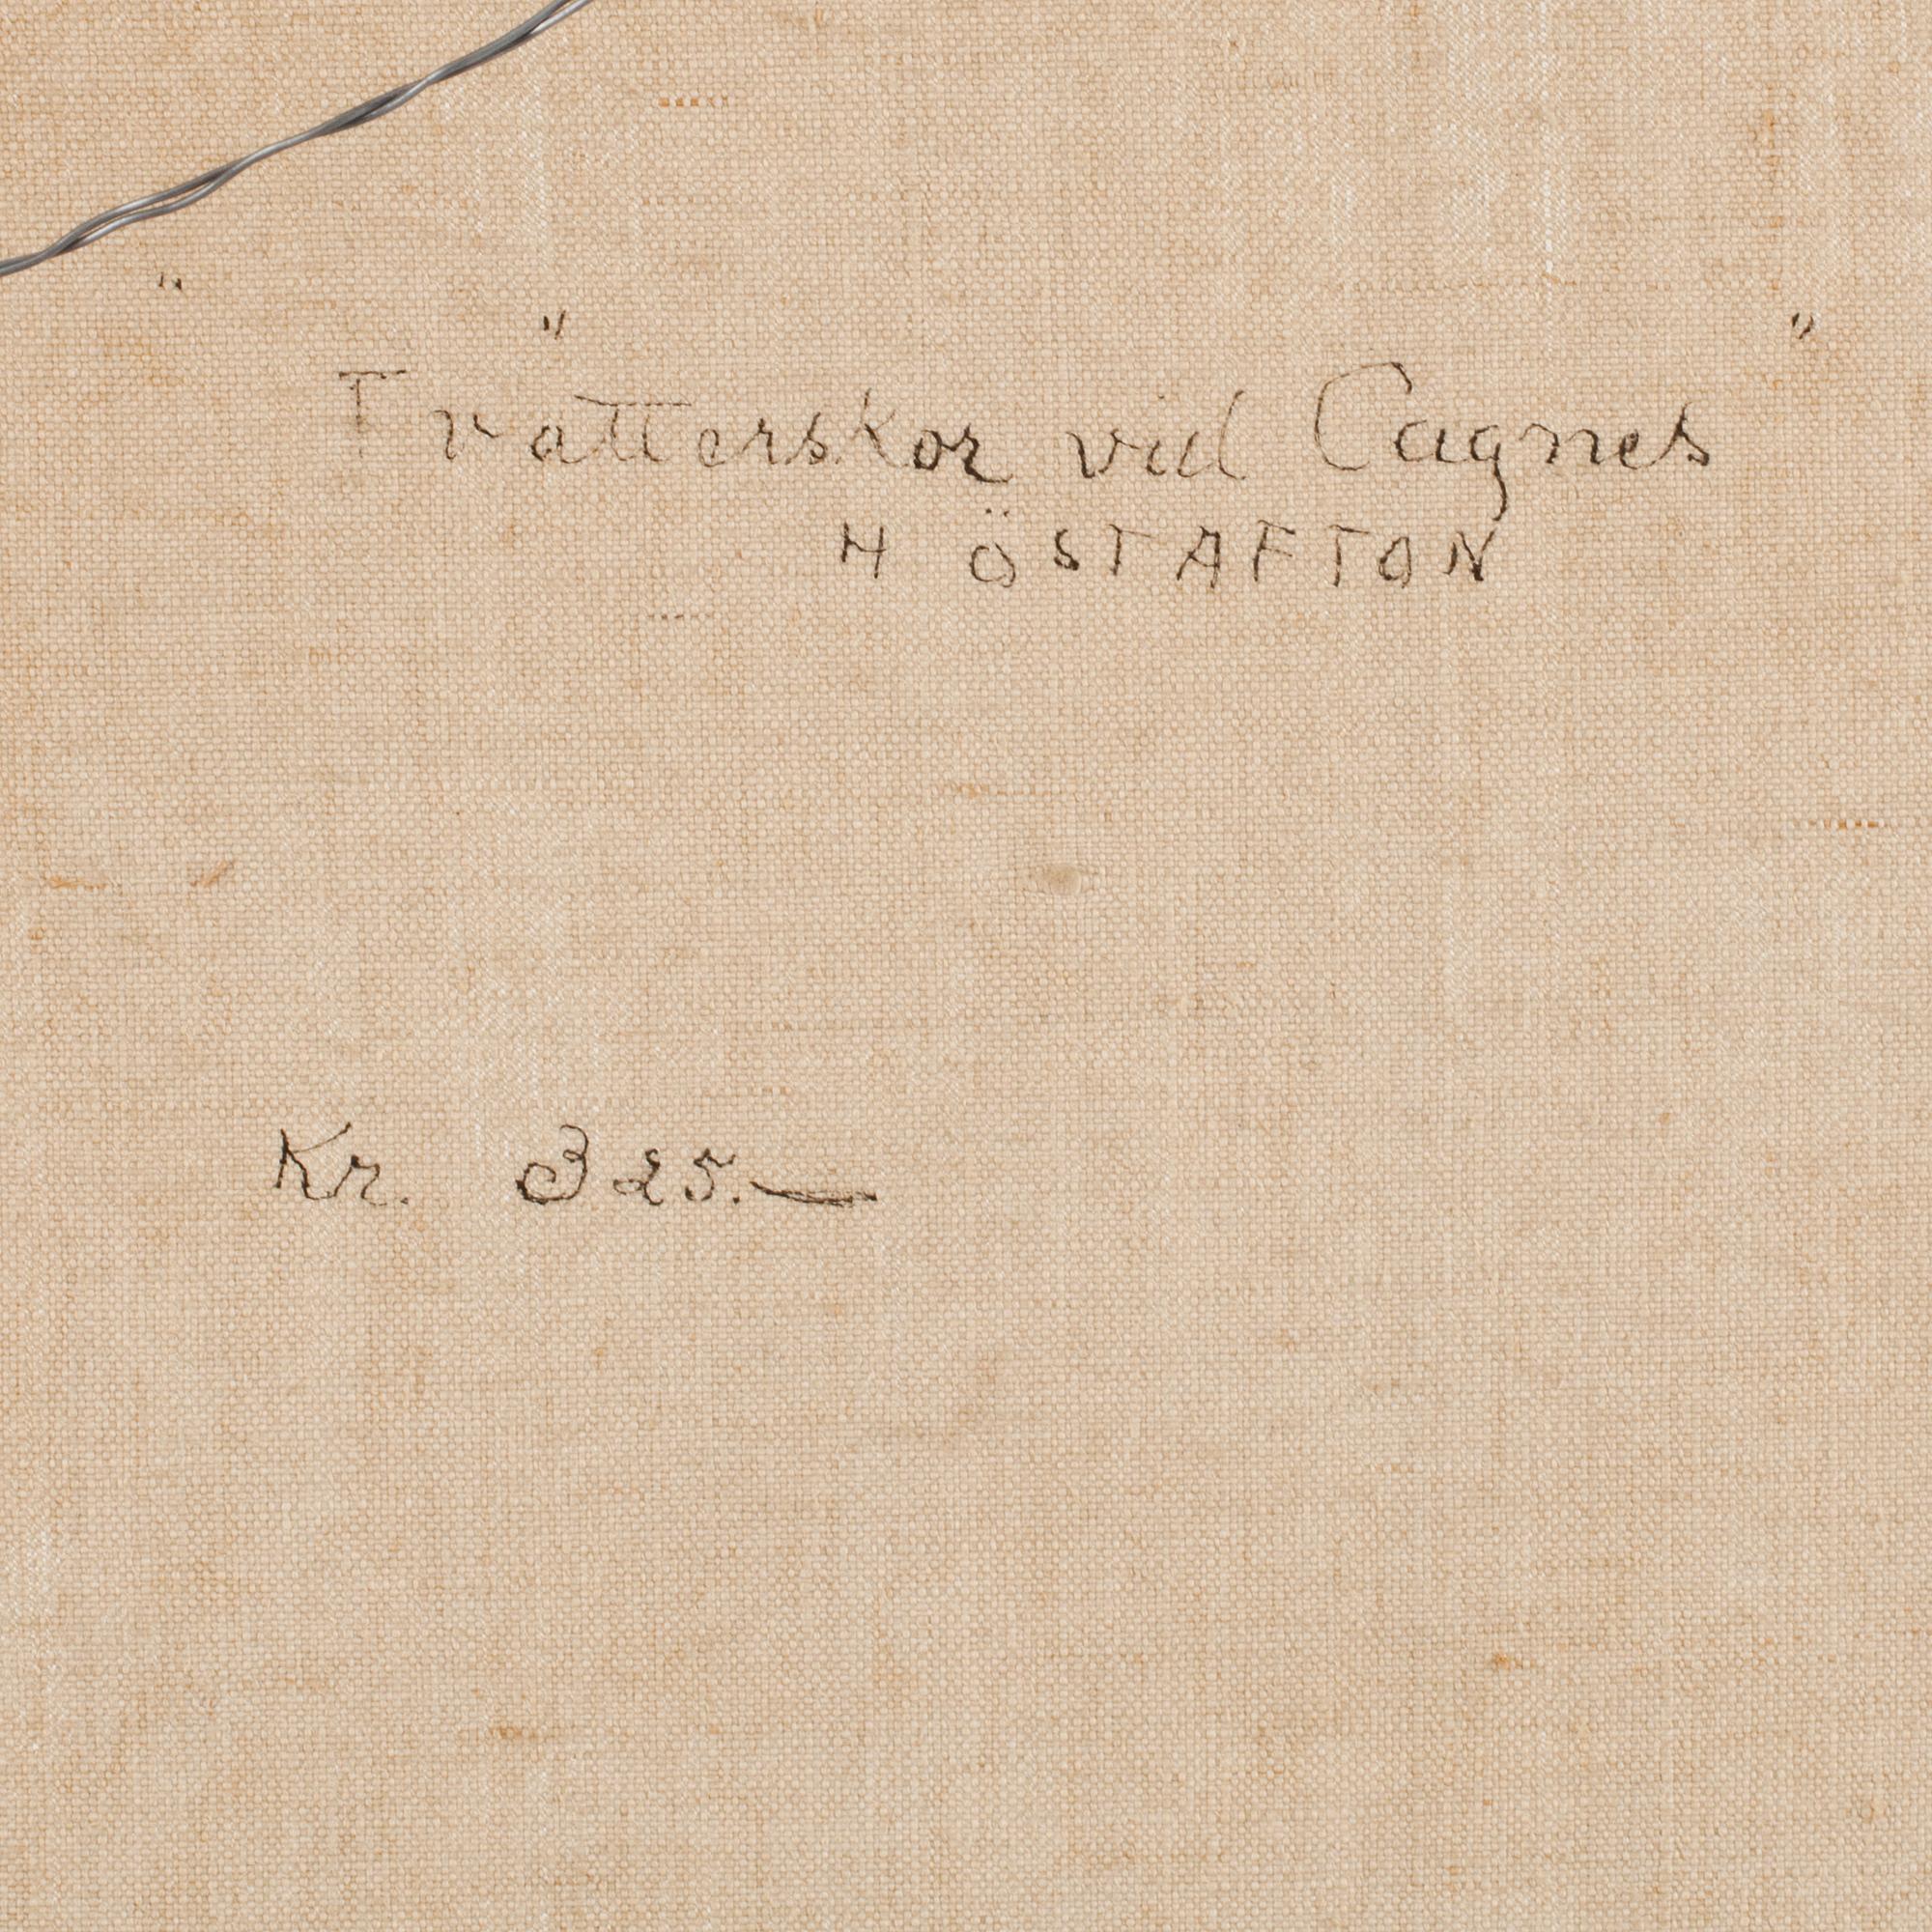 "Tvätterskor vid Cagnes"
HÖSTAFTON
Kr. 325.—